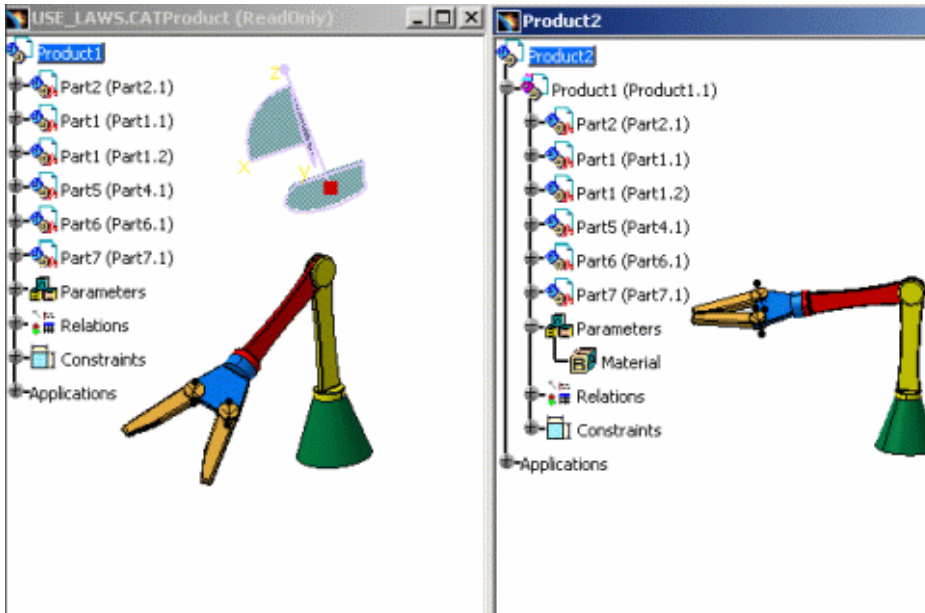 USE_LAWS.CATProduct (ReadOnly)
Product1
Part2 (Part2.1)
Part1 (Part1.1)
Part1 (Part1.2)
Part5 (Part4.1)
Part6 (Part6.1)
Part7 (Part7.1)
Parameters
Relations
Constraints
Applications
z
x
y
Product2
Product2
Product1 (Product1.1)
Part2 (Part2.1)
Part1 (Part1.1)
Part1 (Part1.2)
Part5 (Part4.1)
Part6 (Part6.1)
Part7 (Part7.1)
Parameters
Material
Relations
Constraints
Applications